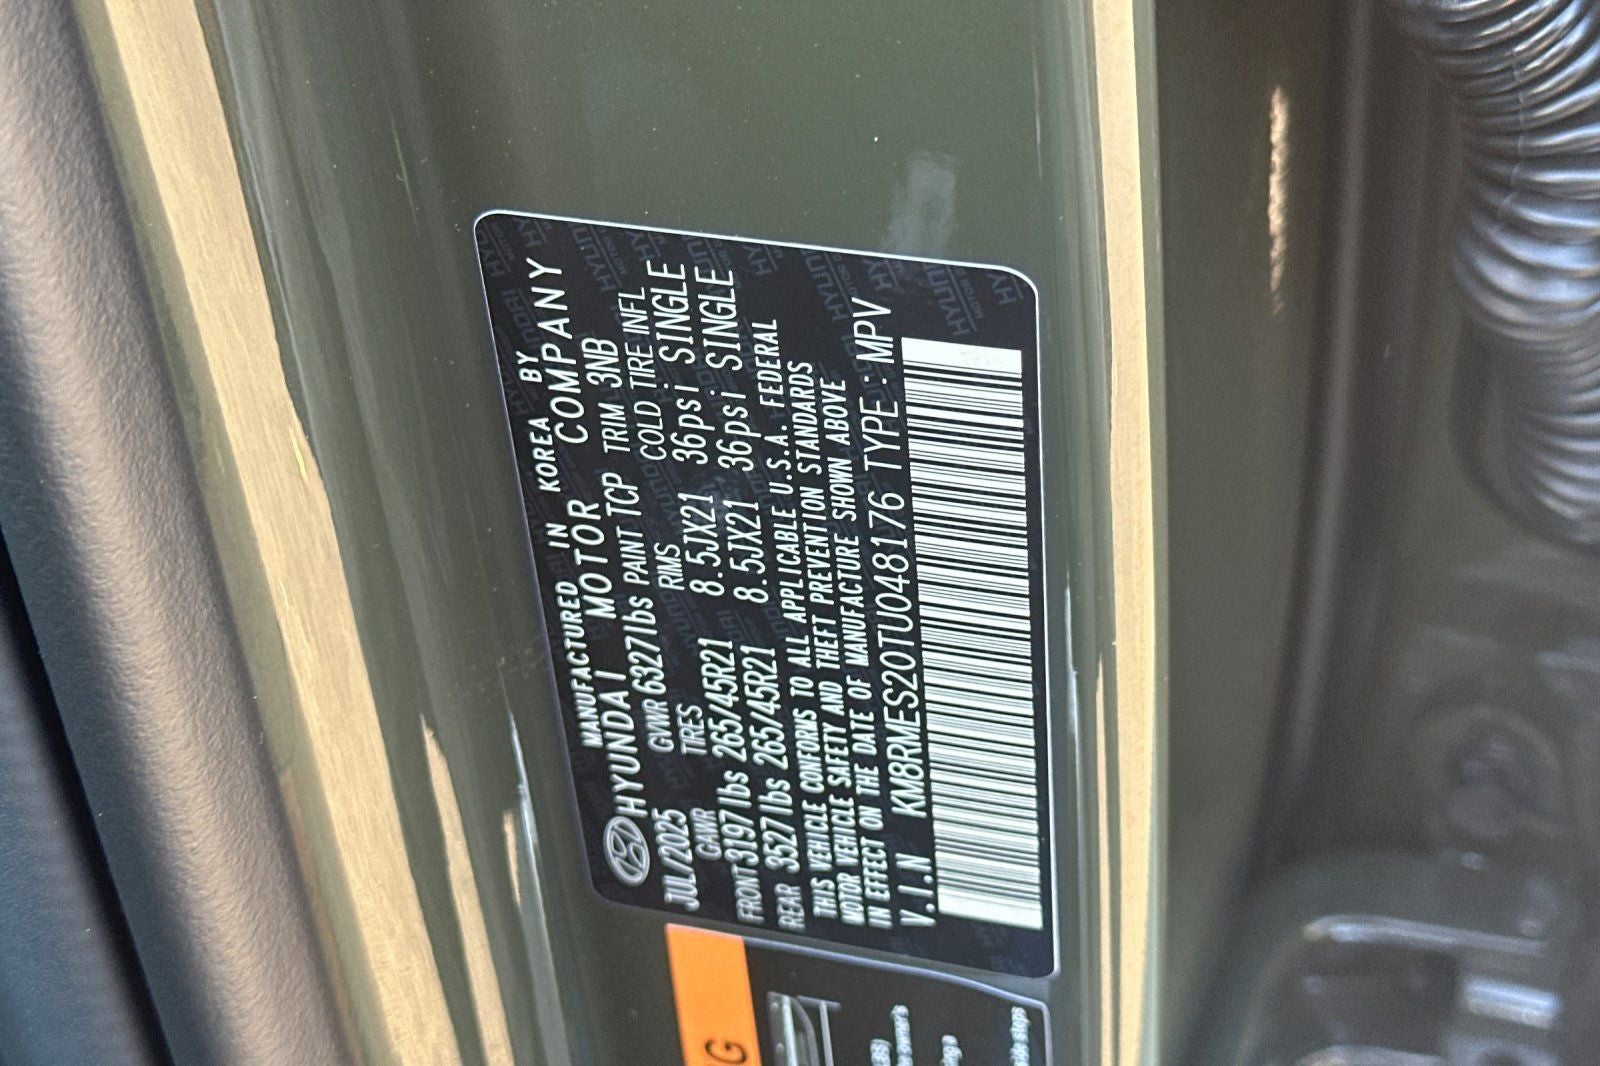 MANUFACTURED IN KOREA BY
HYUNDAI MOTOR COMPANY
JUL/2025 GVWR 6327lbs PAINT TCP TRIM 3NB
GAWR TIRES RIMS COLD TIRE INFL
FRONT 3197lbs 265/45R21 8.5JX21 36psi SINGLE
REAR 3527lbs 265/45R21 8.5JX21 36psi SINGLE
THIS VEHICLE CONFORMS TO ALL APPLICABLE U.S.A. FEDERAL
MOTOR VEHICLE SAFETY AND THEFT PREVENTION STANDARDS
IN EFFECT ON THE DATE OF MANUFACTURE SHOWN ABOVE
V.I.N KM8RMES20TU048176 TYPE : MPV